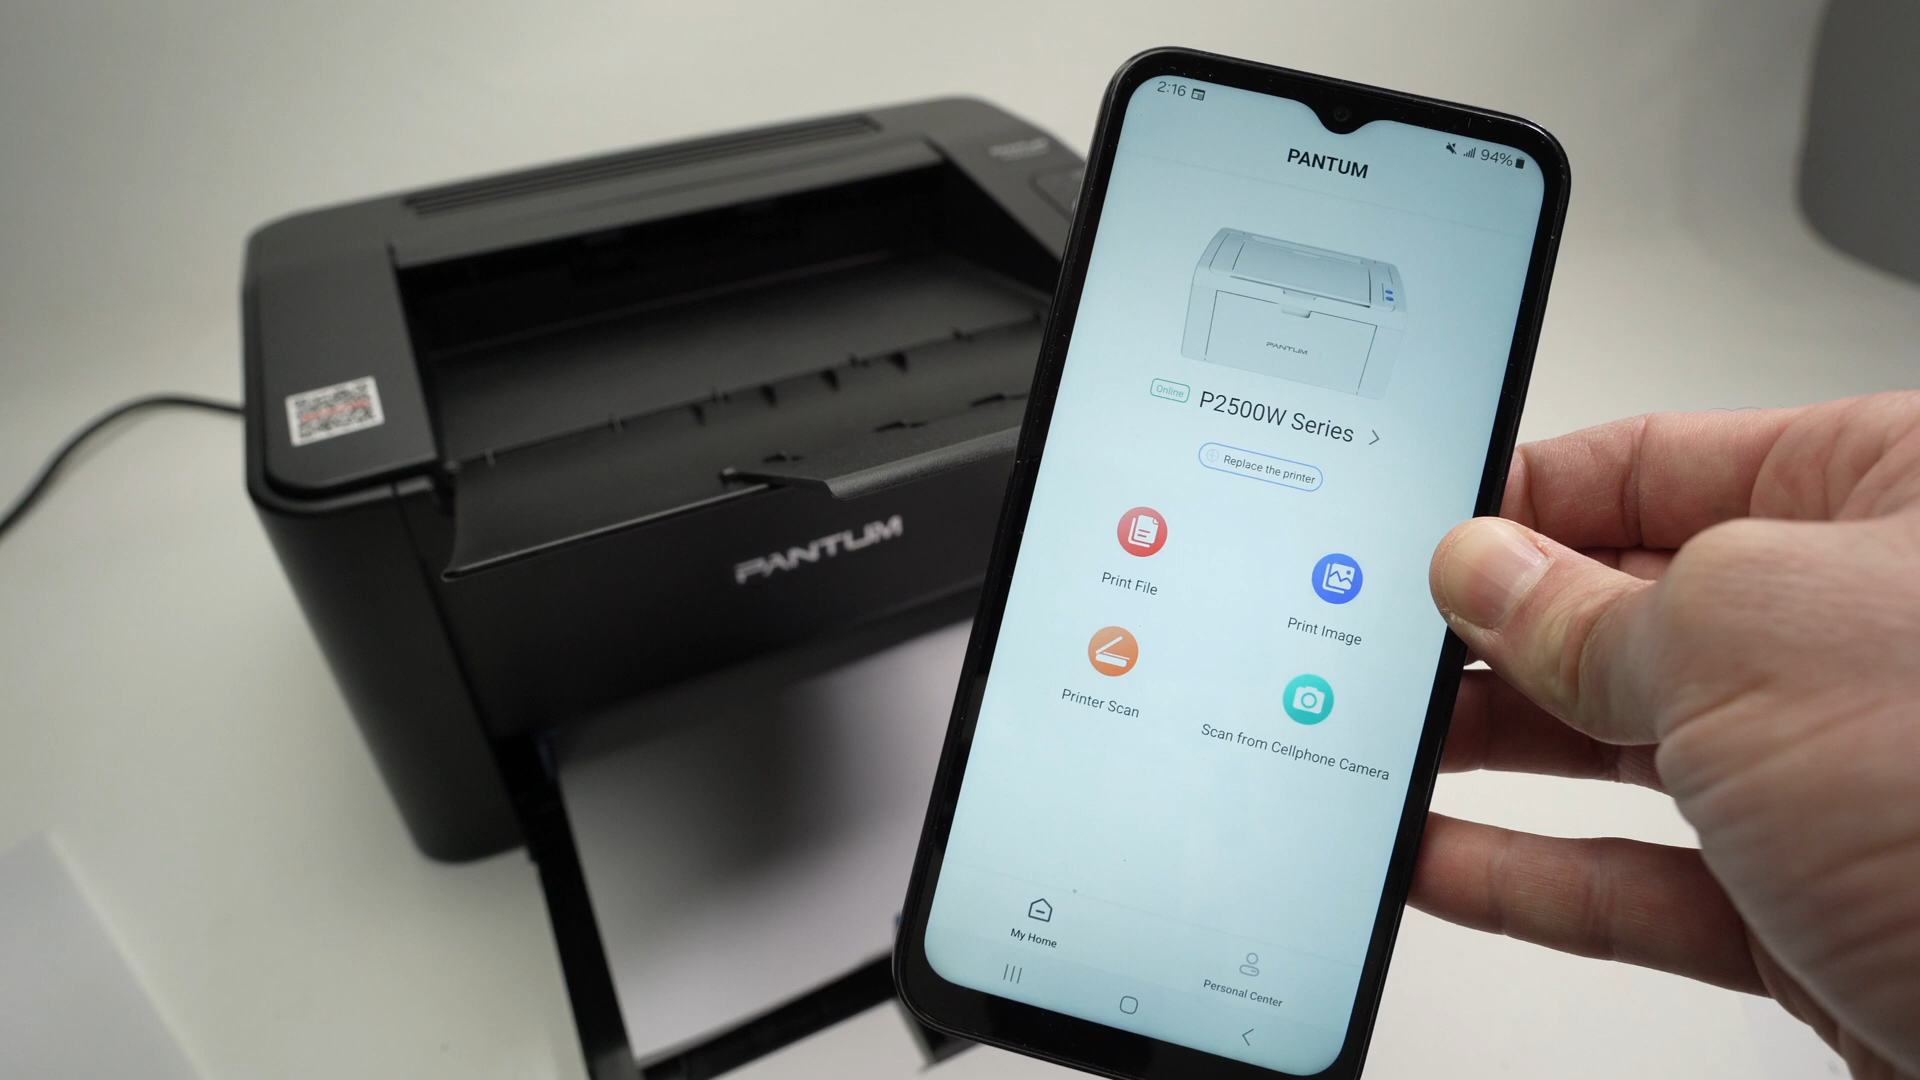 2:16
94%
PANTUM
PANTUM
Online
P2500W Series
Replace the printer
Print File
Print Image
Printer Scan
Scan from Cellphone Camera
My Home
Personal Center
PANTUM